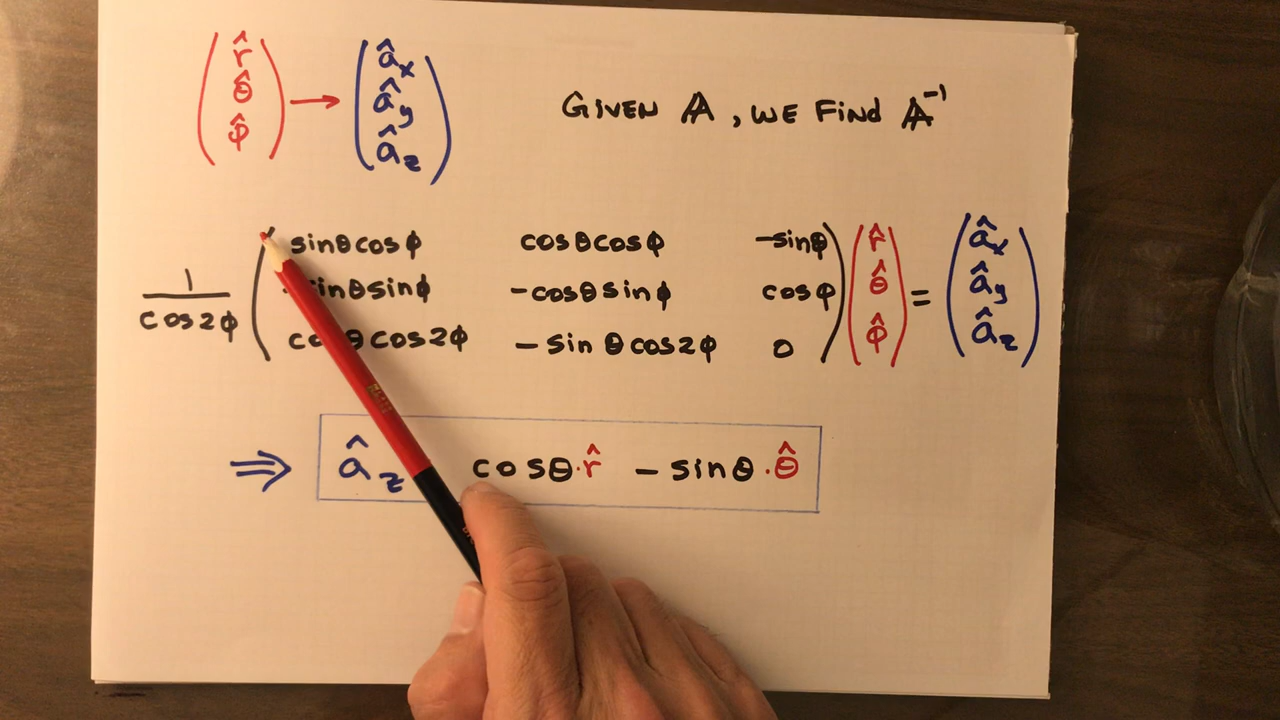 (r̂ θ̂ φ̂) → (âx ây âz)
GIVEN A, WE FIND A⁻¹
1/cos2φ (sinθcosφ cosθcosφ -sinφ) (r̂) = (âx)
sinθsinφ -cosθsinφ cosφ θ̂ ây
cosθcos2φ - sinθcos2φ 0 φ̂ âz
⇒ âz cosθ·r̂ - sinθ·θ̂